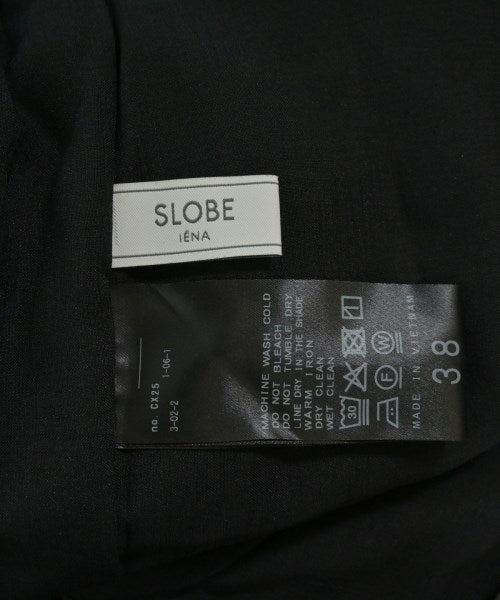 SLOBE
IÉNA
no. CX25 1-06-1
3-02-2
MACHINE WASH COLD
DO NOT BLEACH
DO NOT TUMBLE DRY
LINE DRY IN THE SHADE
WARM IRON
DRY CLEAN
WET CLEAN
30
F
W
MADE IN VIETNAM
38